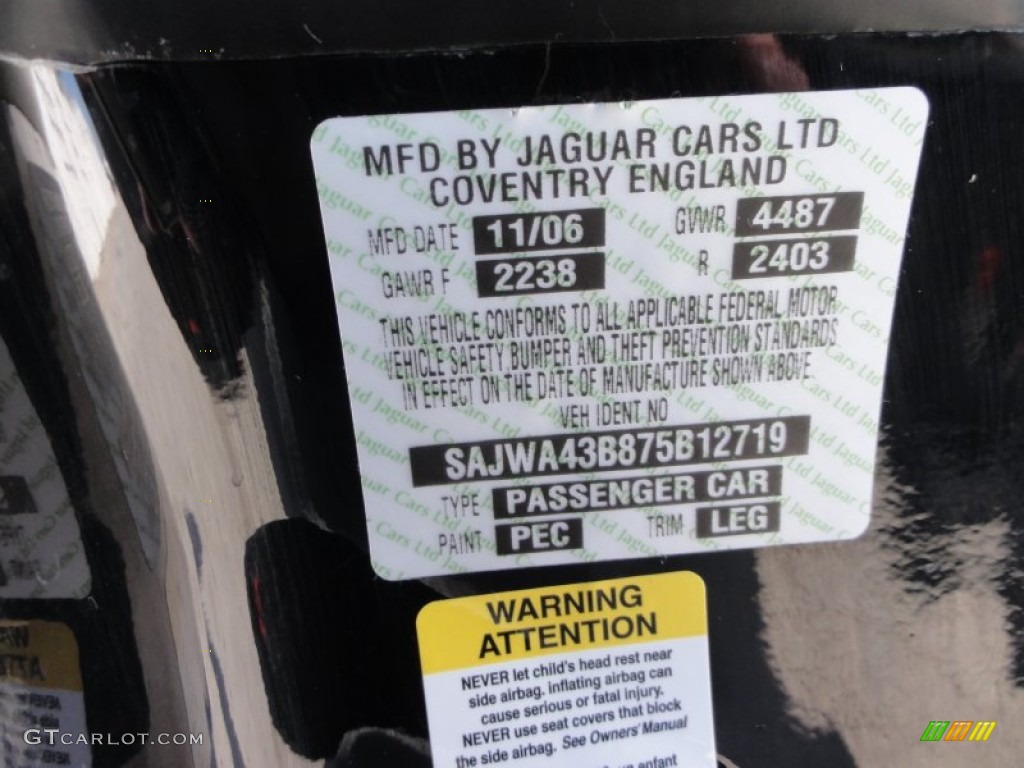 MFD BY JAGUAR CARS LTD
COVENTRY ENGLAND
MFD DATE 11/06 GVWR 4487
GAWR F 2238 R 2403
THIS VEHICLE CONFORMS TO ALL APPLICABLE FEDERAL MOTOR
VEHICLE SAFETY BUMPER AND THEFT PREVENTION STANDARDS
IN EFFECT ON THE DATE OF MANUFACTURE SHOWN ABOVE
VEH IDENT NO
SAJWA43B875B12719
TYPE PASSENGER CAR
PAINT PEC TRIM LEG
WARNING
ATTENTION
NEVER let child's head rest near
side airbag. Inflating airbag can
cause serious or fatal injury.
NEVER use seat covers that block
the side airbag. See Owners' Manual
enfant
GTCARLOT.COM